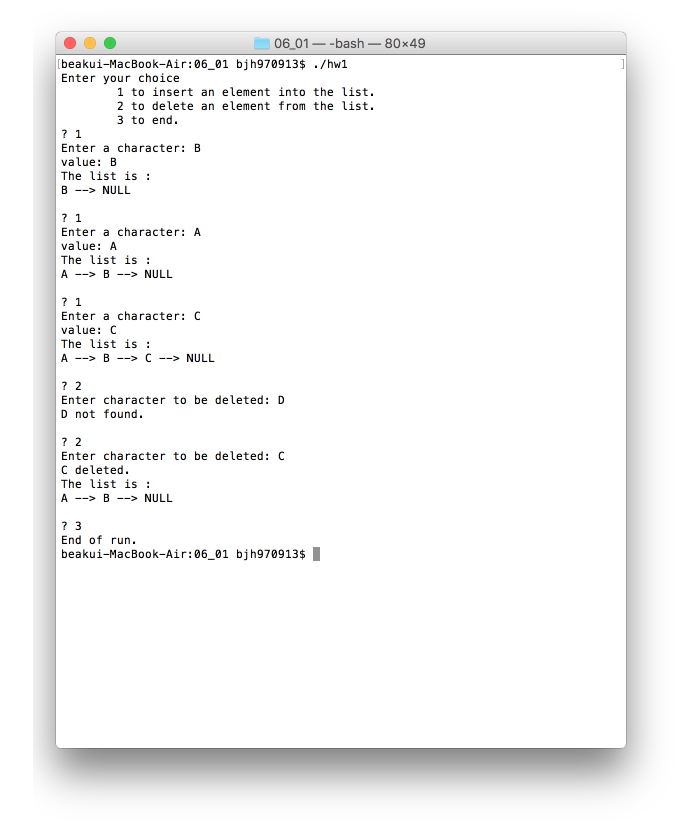 06_01 — -bash — 80×49
[beakui-MacBook-Air:06_01 bjh970913$ ./hw1 ]
Enter your choice
        1 to insert an element into the list.
        2 to delete an element from the list.
        3 to end.
? 1
Enter a character: B
value: B
The list is :
B --> NULL

? 1
Enter a character: A
value: A
The list is :
A --> B --> NULL

? 1
Enter a character: C
value: C
The list is :
A --> B --> C --> NULL

? 2
Enter character to be deleted: D
D not found.

? 2
Enter character to be deleted: C
C deleted.
The list is :
A --> B --> NULL

? 3
End of run.
beakui-MacBook-Air:06_01 bjh970913$